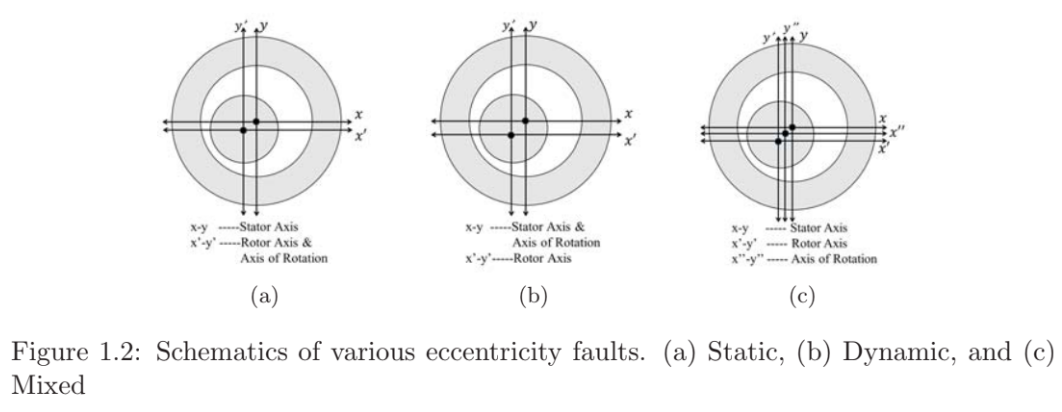 y′ y
x
x'
x-y -----Stator Axis
x'-y' -----Rotor Axis &
Axis of Rotation
(a)
y′ y
x
x'
x-y -----Stator Axis &
Axis of Rotation
x'-y'-----Rotor Axis
(b)
y′ y'' y
x
x''
x'
x-y ----- Stator Axis
x'-y' ----- Rotor Axis
x''-y'' ----- Axis of Rotation
(c)
Figure 1.2: Schematics of various eccentricity faults. (a) Static, (b) Dynamic, and (c)
Mixed